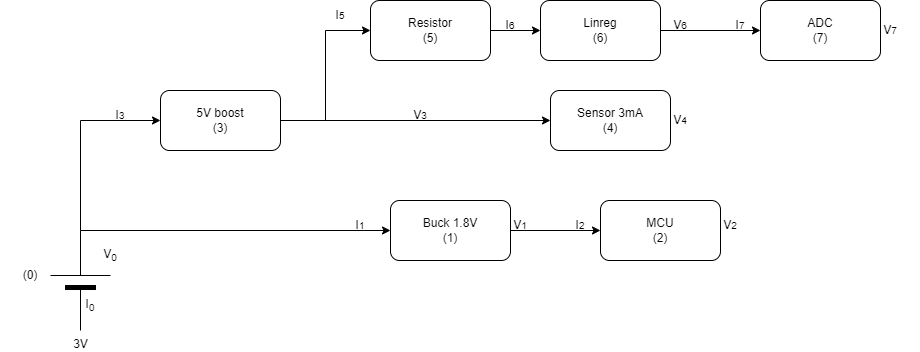 I5
Resistor
(5)
I6
Linreg
(6)
V6
I7
ADC
(7)
V7
I3
5V boost
(3)
V3
Sensor 3mA
(4)
V4
I1
Buck 1.8V
(1)
V1
I2
MCU
(2)
V2
V0
(0)
I0
3V